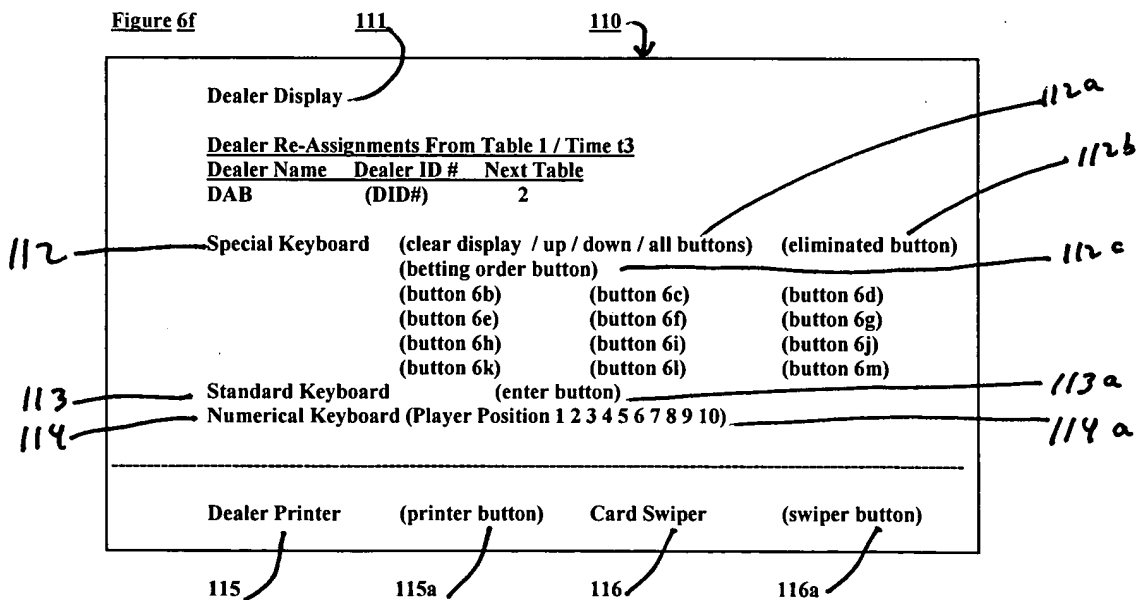 Figure 6f 111 110
Dealer Display
112a
Dealer Re-Assignments From Table 1 / Time t3
Dealer Name Dealer ID # Next Table
112b
DAB (DID#) 2
112 Special Keyboard (clear display / up / down / all buttons) (eliminated button)
(betting order button) 112c
(button 6b) (button 6c) (button 6d)
(button 6e) (button 6f) (button 6g)
(button 6h) (button 6i) (button 6j)
(button 6k) (button 6l) (button 6m)
113 Standard Keyboard (enter button) 113a
114 Numerical Keyboard (Player Position 1 2 3 4 5 6 7 8 9 10) 114a
Dealer Printer (printer button) Card Swiper (swiper button)
115 115a 116 116a